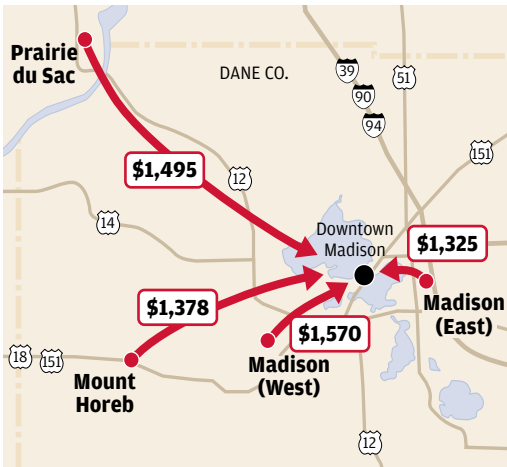 Prairie
du Sac
DANE CO.
39
90
94
51
151
$1,495
12
14
Downtown
Madison
$1,325
$1,378
$1,570
Madison
(East)
18
151
Mount
Horeb
Madison
(West)
12